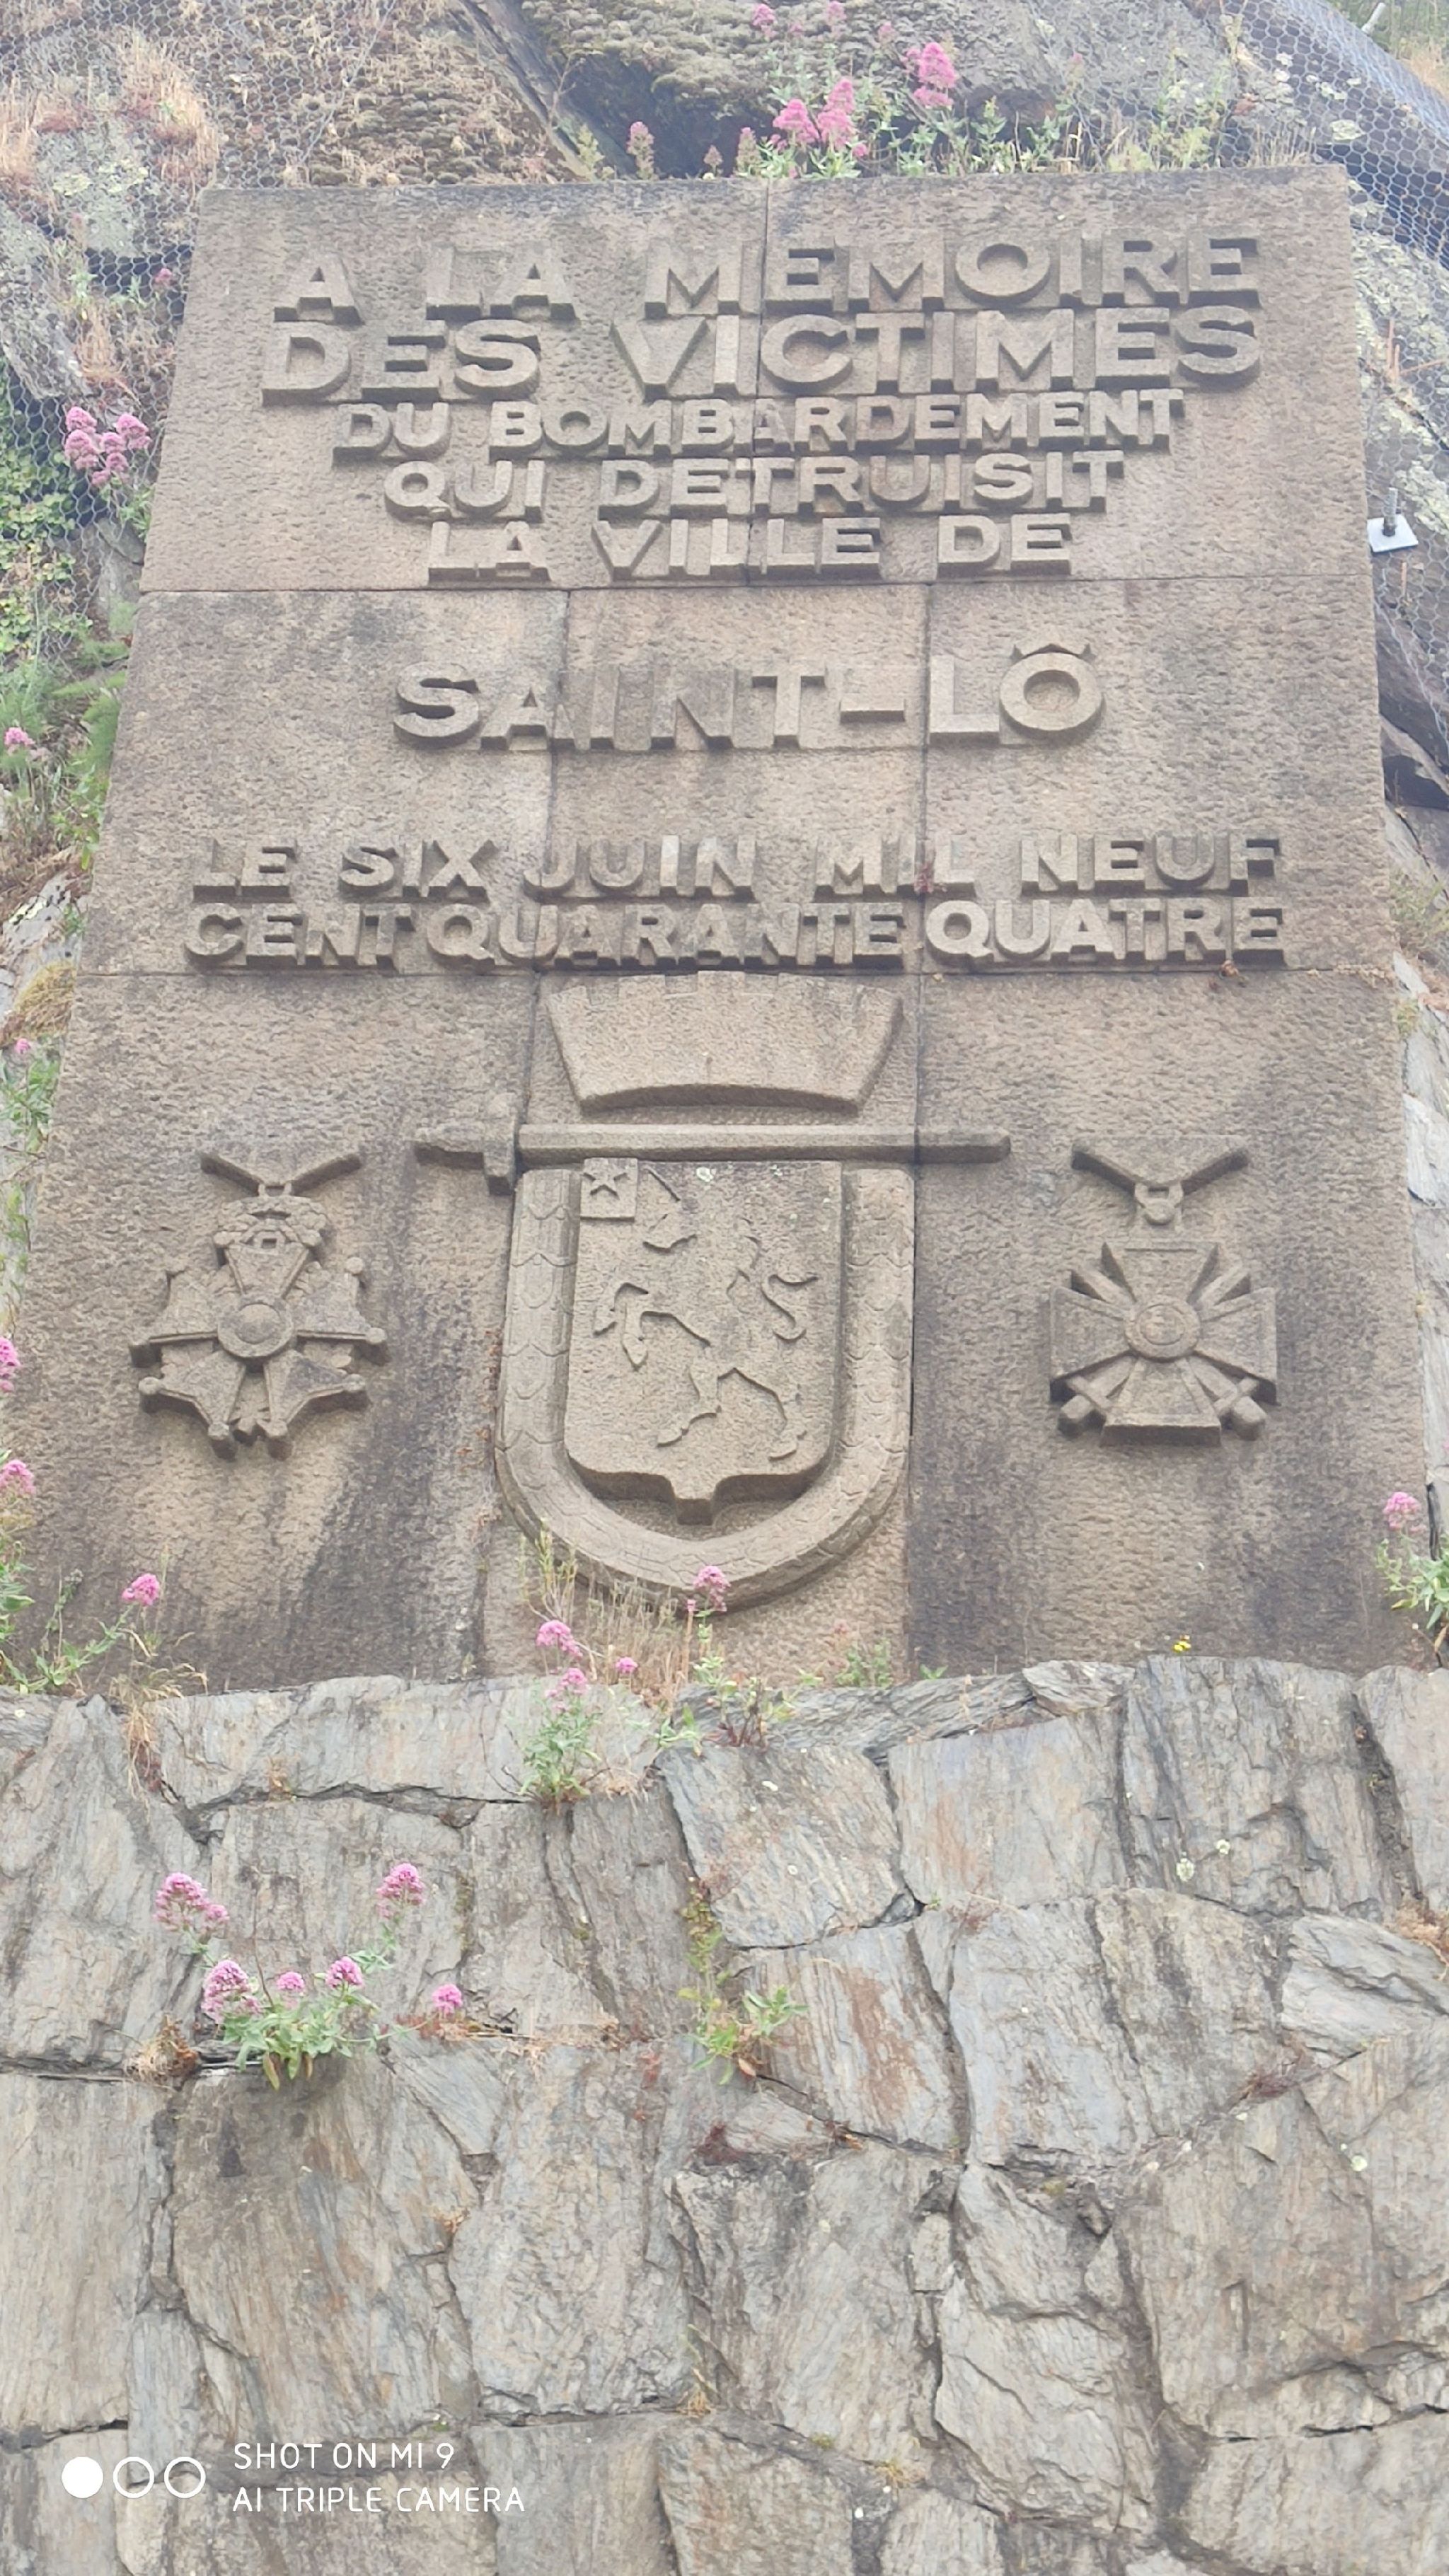 A LA MEMOIRE
DES VICTIMES
DU BOMBARDEMENT
QUI DETRUISIT
LA VILLE DE
SAINT-LÔ
LE SIX JUIN MIL NEUF
CENT QUARANTE QUATRE
SHOT ON MI 9
AI TRIPLE CAMERA